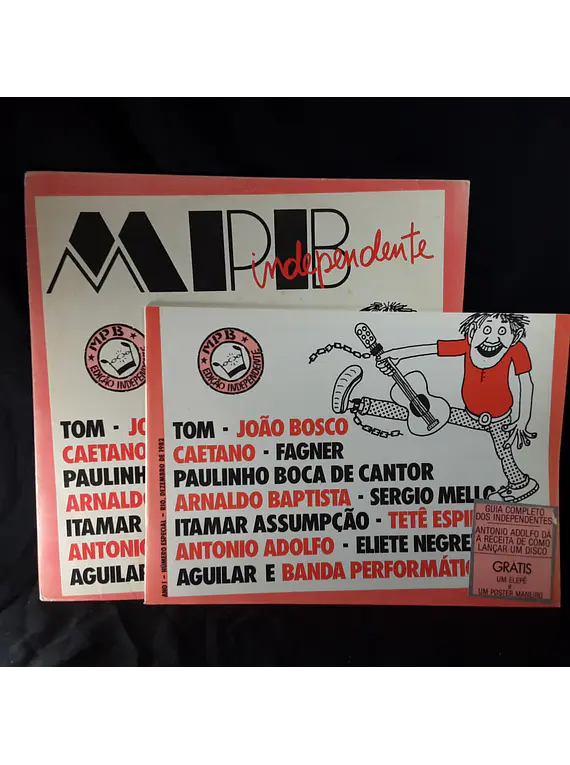 MPB
independente
MPB
EDIÇÃO INDEPENDENTE
TOM - JO
CAETANO
PAULINHO
ARNALDO
ITAMAR
ANTONIO
AGUILAR
MPB
EDIÇÃO INDEPENDENTE
TOM - JOÃO BOSCO
CAETANO - FAGNER
PAULINHO BOCA DE CANTOR
ARNALDO BAPTISTA - SERGIO MELLO
ITAMAR ASSUMPÇÃO - TETÊ ESPIN
ANTONIO ADOLFO - ELIETE NEGRE
AGUILAR E BANDA PERFORMÁTIC
ANO I - NÚMERO ESPECIAL - RIO, DEZEMBRO DE 1982
GUIA COMPLETO
DOS INDEPENDENTES
ANTONIO ADOLFO DÁ
A RECEITA DE COMO
LANÇAR UM DISCO
GRÁTIS
UM ELEPÊ
e
UM POSTER MANEIRO